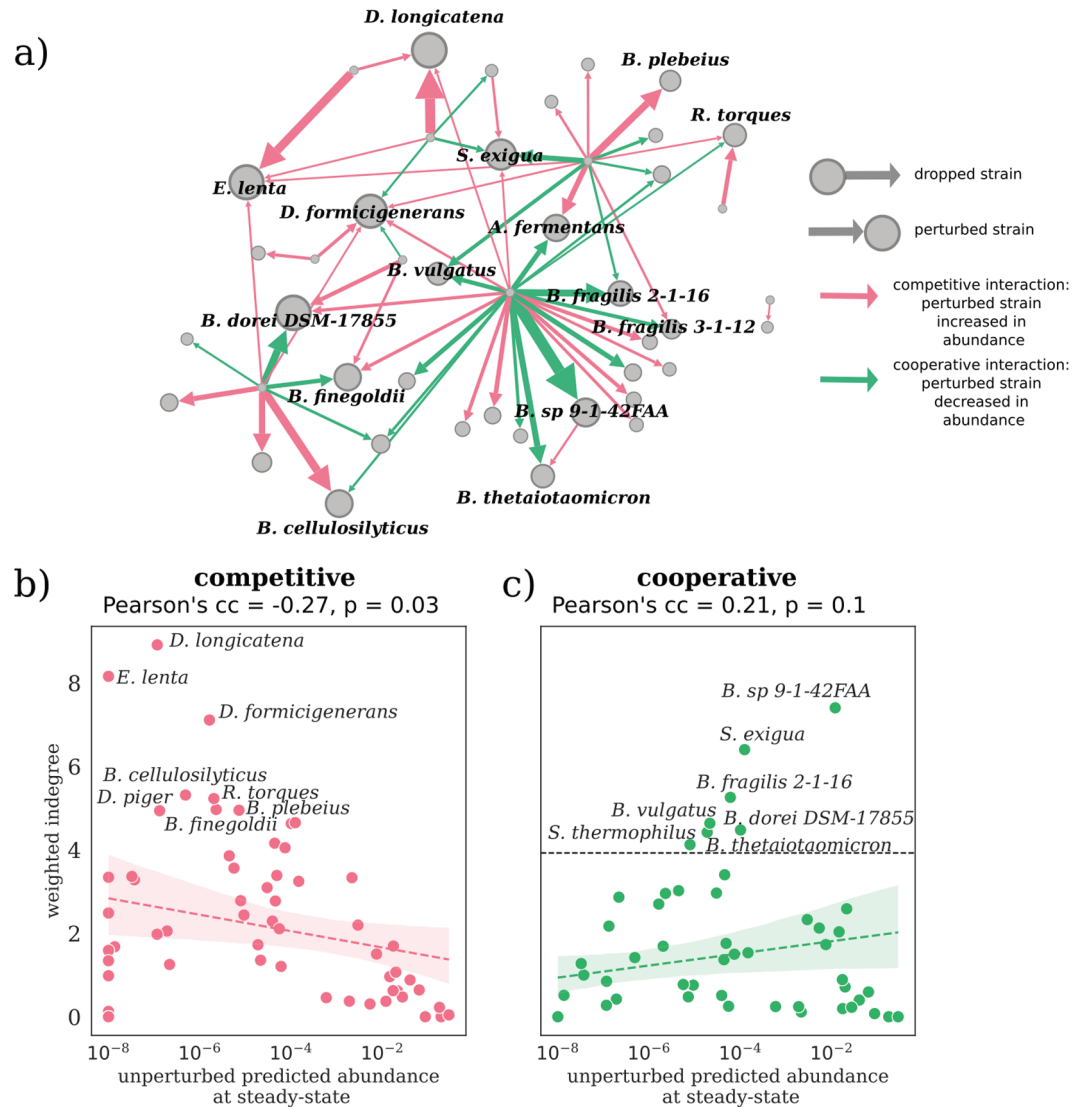 a)
D. longicatena
B. plebeius
R. torques
S. exigua
E. lenta
D. formicigenerans
A. fermentans
B. vulgatus
B. fragilis 2-1-16
B. dorei DSM-17855
B. fragilis 3-1-12
B. finegoldii
B. sp 9-1-42FAA
B. thetaiotaomicron
B. cellulosilyticus
dropped strain
perturbed strain
competitive interaction:
perturbed strain
increased in
abundance
cooperative interaction:
perturbed strain
decreased in
abundance
b)
competitive
Pearson's cc = -0.27, p = 0.03
D. longicatena
E. lenta
D. formicigenerans
B. cellulosilyticus
D. piger
R. torques
B. plebeius
B. finegoldii
weighted indegree
8
6
4
2
0
10⁻⁸
10⁻⁶
10⁻⁴
10⁻²
unperturbed predicted abundance
at steady-state
c)
cooperative
Pearson's cc = 0.21, p = 0.1
B. sp 9-1-42FAA
S. exigua
B. fragilis 2-1-16
B. vulgatus
B. dorei DSM-17855
S. thermophilus
B. thetaiotaomicron
10⁻⁸
10⁻⁶
10⁻⁴
10⁻²
unperturbed predicted abundance
at steady-state